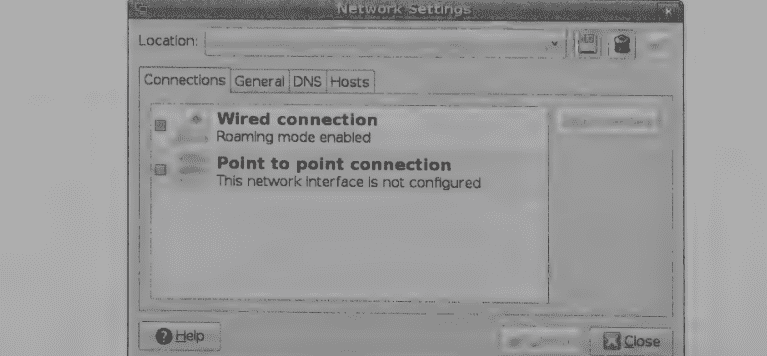 Network Settings
Location:
Connections General DNS Hosts
Wired connection
Roaming mode enabled
Point to point connection
This network interface is not configured
Help Close